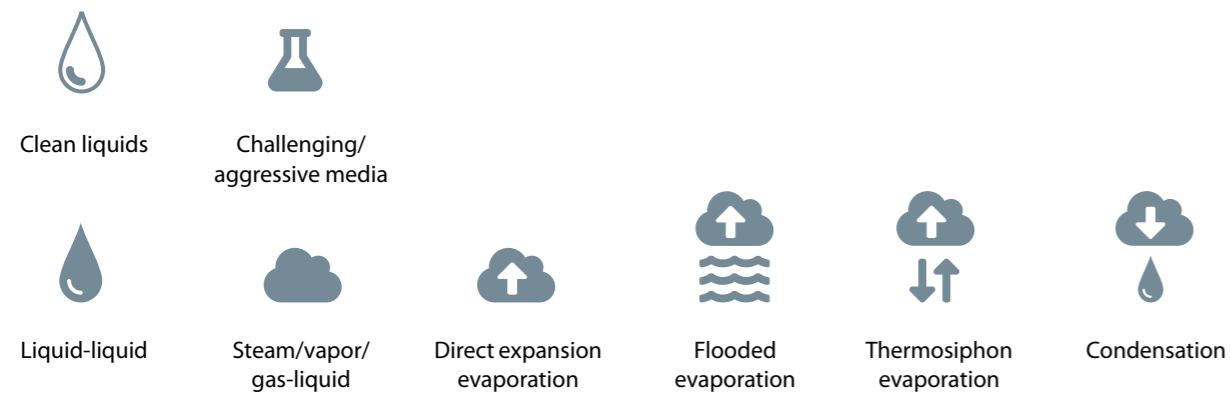 Clean liquids
Challenging/
aggressive media
Liquid-liquid
Steam/vapor/
gas-liquid
Direct expansion
evaporation
Flooded
evaporation
Thermosiphon
evaporation
Condensation